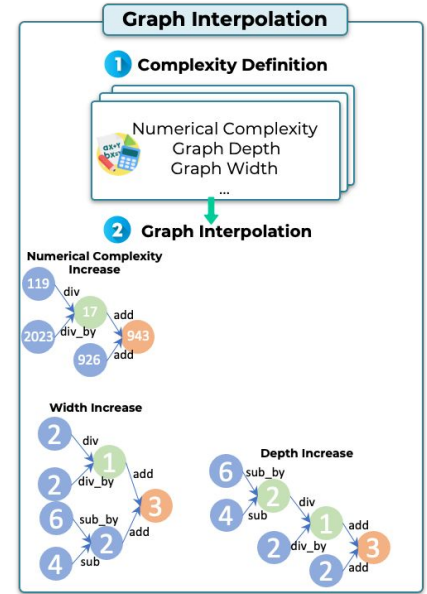 Graph Interpolation
1 Complexity Definition
ax+y
bx+y
Numerical Complexity
Graph Depth
Graph Width
...
2 Graph Interpolation
Numerical Complexity
Increase
119
div
17
add
2023
div_by
943
926
add
Width Increase
2
div
1
2
div_by
add
6
sub_by
3
2
add
4
sub
Depth Increase
6
sub_by
2
div
4
sub
1
add
2
div_by
3
2
add